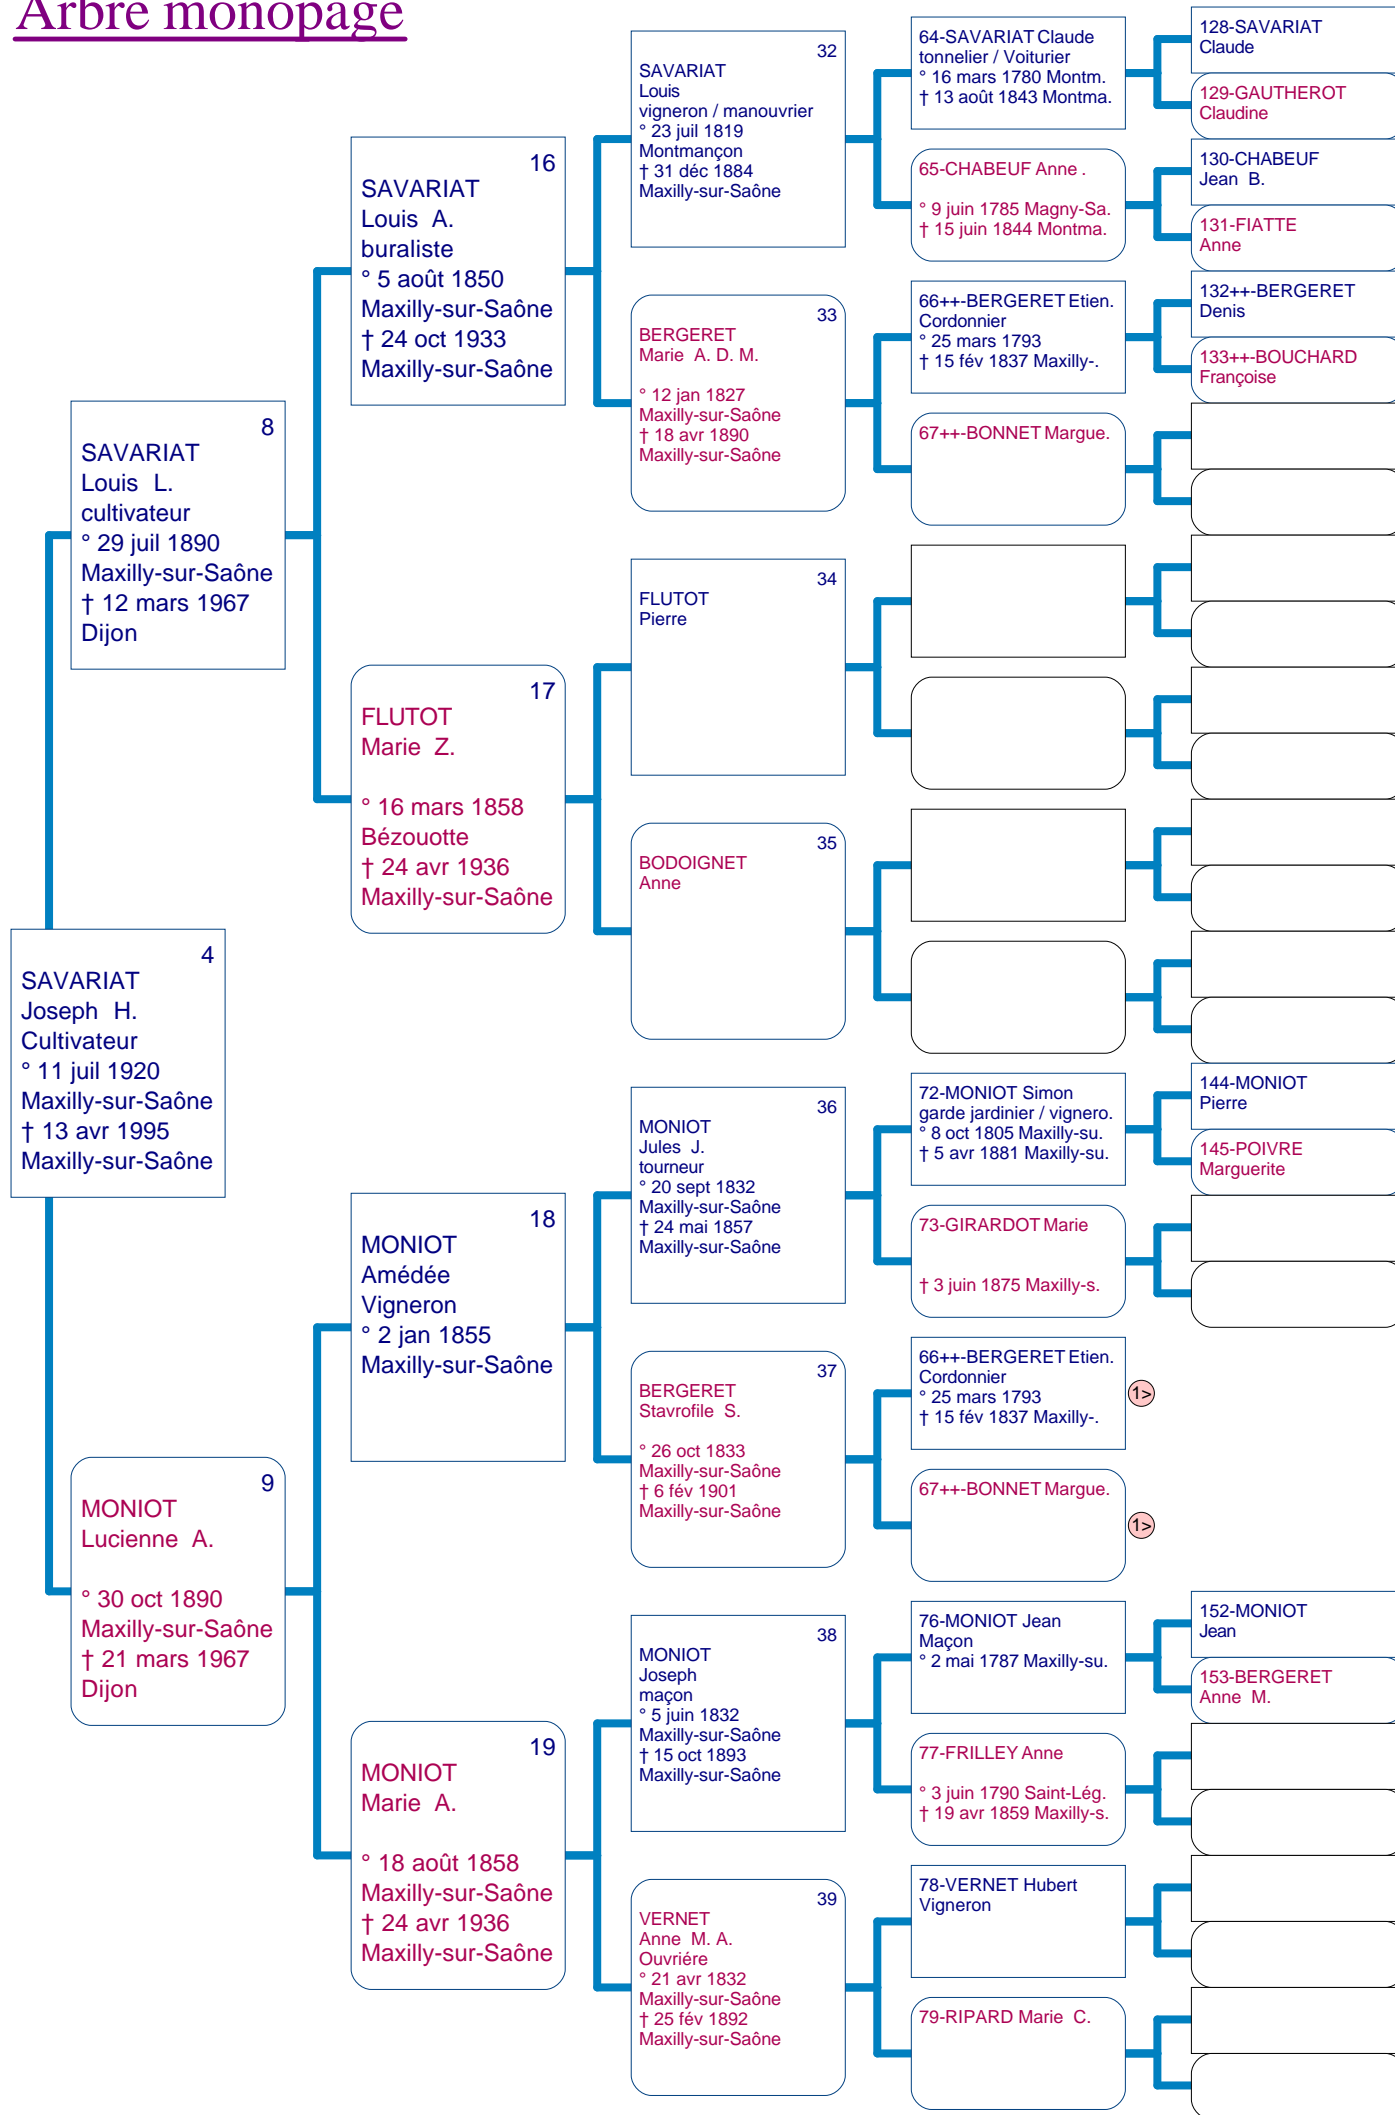 Arbre monopage
4
SAVARIAT
Joseph H.
Cultivateur
° 11 juil 1920
Maxilly-sur-Saône
† 13 avr 1995
Maxilly-sur-Saône
8
SAVARIAT
Louis L.
cultivateur
° 29 juil 1890
Maxilly-sur-Saône
† 12 mars 1967
Dijon
9
MONIOT
Lucienne A.
° 30 oct 1890
Maxilly-sur-Saône
† 21 mars 1967
Dijon
16
SAVARIAT
Louis A.
buraliste
° 5 août 1850
Maxilly-sur-Saône
† 24 oct 1933
Maxilly-sur-Saône
17
FLUTOT
Marie Z.
° 16 mars 1858
Bézouotte
† 24 avr 1936
Maxilly-sur-Saône
18
MONIOT
Amédée
Vigneron
° 2 jan 1855
Maxilly-sur-Saône
19
MONIOT
Marie A.
° 18 août 1858
Maxilly-sur-Saône
† 24 avr 1936
Maxilly-sur-Saône
32
SAVARIAT
Louis
vigneron / manouvrier
° 23 juil 1819
Montmançon
† 31 déc 1884
Maxilly-sur-Saône
33
BERGERET
Marie A. D. M.
° 12 jan 1827
Maxilly-sur-Saône
† 18 avr 1890
Maxilly-sur-Saône
34
FLUTOT
Pierre
35
BODOIGNET
Anne
36
MONIOT
Jules J.
tourneur
° 20 sept 1832
Maxilly-sur-Saône
† 24 mai 1857
Maxilly-sur-Saône
37
BERGERET
Stavrofile S.
° 26 oct 1833
Maxilly-sur-Saône
† 6 fév 1901
Maxilly-sur-Saône
38
MONIOT
Joseph
maçon
° 5 juin 1832
Maxilly-sur-Saône
† 15 oct 1893
Maxilly-sur-Saône
39
VERNET
Anne M. A.
Ouvriére
° 21 avr 1832
Maxilly-sur-Saône
† 25 fév 1892
Maxilly-sur-Saône
64-SAVARIAT Claude
tonnelier / Voiturier
° 16 mars 1780 Montm.
† 13 août 1843 Montma.
65-CHABEUF Anne .
° 9 juin 1785 Magny-Sa.
† 15 juin 1844 Montma.
66++-BERGERET Etien.
Cordonnier
° 25 mars 1793
† 15 fév 1837 Maxilly-.
67++-BONNET Margue.
72-MONIOT Simon
garde jardinier / vignero.
° 8 oct 1805 Maxilly-su.
† 5 avr 1881 Maxilly-su.
73-GIRARDOT Marie
† 3 juin 1875 Maxilly-s.
66++-BERGERET Etien.
Cordonnier
° 25 mars 1793
† 15 fév 1837 Maxilly-.
1>
67++-BONNET Margue.
1>
76-MONIOT Jean
Maçon
° 2 mai 1787 Maxilly-su.
77-FRILLEY Anne
° 3 juin 1790 Saint-Lég.
† 19 avr 1859 Maxilly-s.
78-VERNET Hubert
Vigneron
79-RIPARD Marie C.
128-SAVARIAT
Claude
129-GAUTHEROT
Claudine
130-CHABEUF
Jean B.
131-FIATTE
Anne
132++-BERGERET
Denis
133++-BOUCHARD
Françoise
144-MONIOT
Pierre
145-POIVRE
Marguerite
152-MONIOT
Jean
153-BERGERET
Anne M.